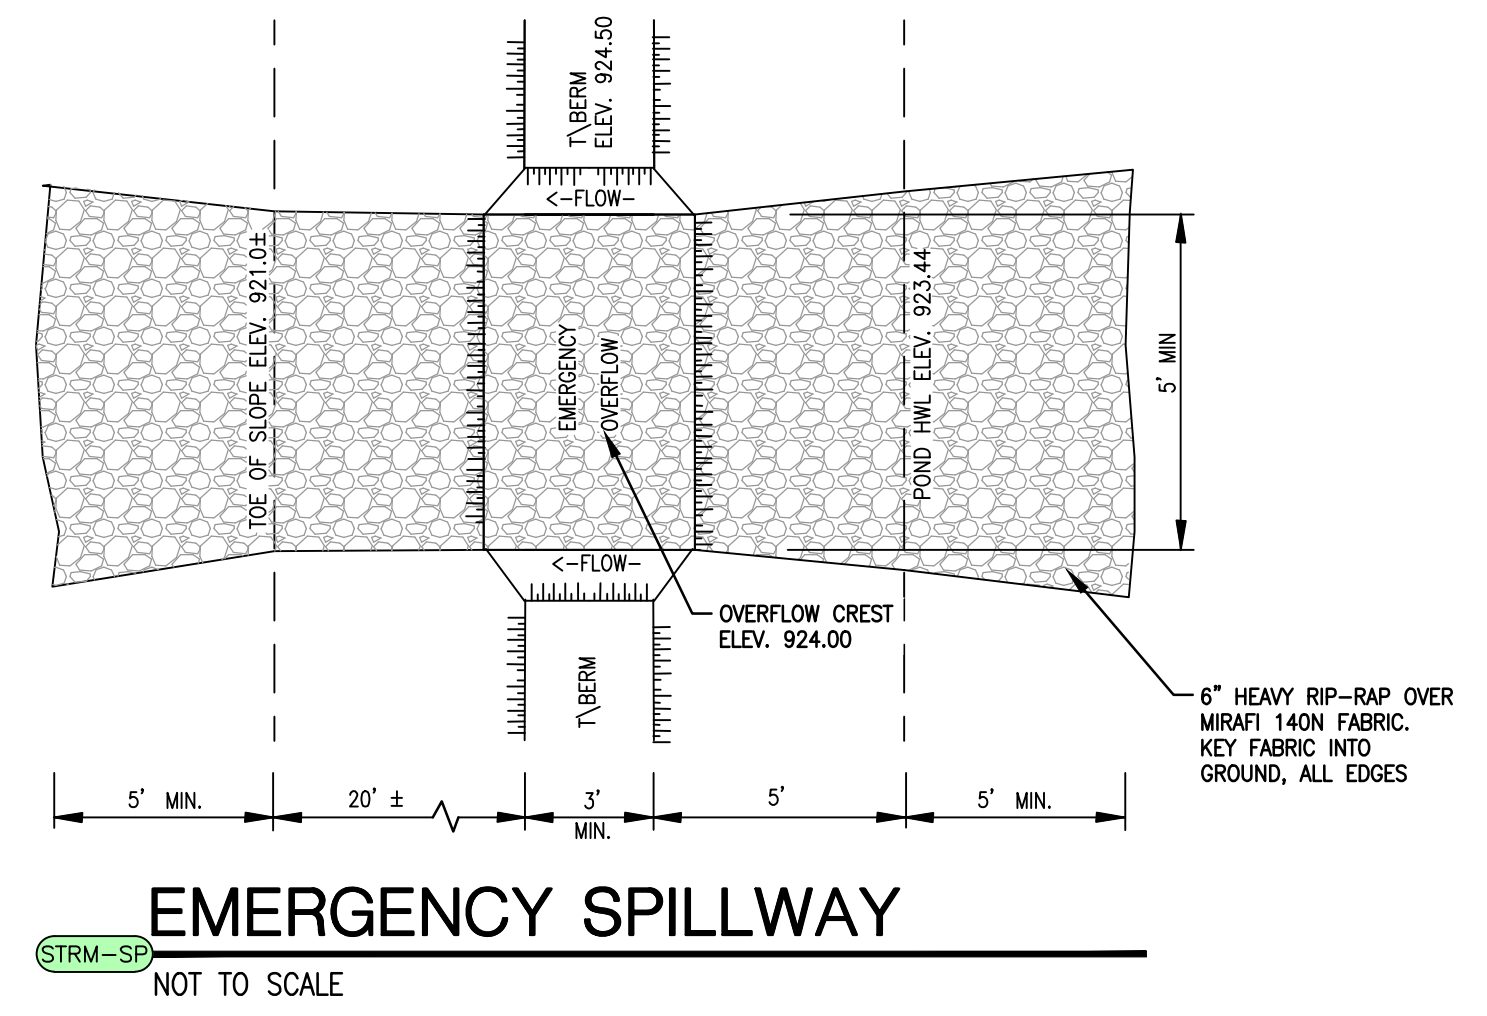 T\BERM
ELEV. 924.50
<-FLOW-
TOE OF SLOPE ELEV. 921.0±
EMERGENCY
OVERFLOW
POND HWL ELEV. 923.44
5' MIN
<-FLOW-
OVERFLOW CREST
ELEV. 924.00
T\BERM
6" HEAVY RIP-RAP OVER
MIRAFI 140N FABRIC.
KEY FABRIC INTO
GROUND, ALL EDGES
5' MIN.
20' ±
3'
MIN.
5'
5' MIN.
EMERGENCY SPILLWAY
STRM-SP
NOT TO SCALE